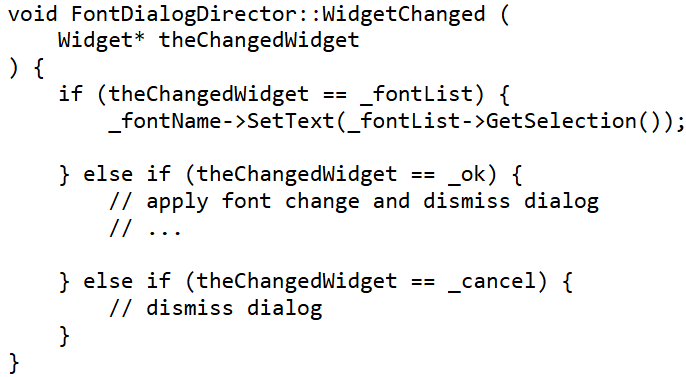 void FontDialogDirector::WidgetChanged (
    Widget* theChangedWidget
) {
    if (theChangedWidget == _fontList) {
        _fontName->SetText(_fontList->GetSelection());

    } else if (theChangedWidget == _ok) {
        // apply font change and dismiss dialog
        // ...

    } else if (theChangedWidget == _cancel) {
        // dismiss dialog
    }
}